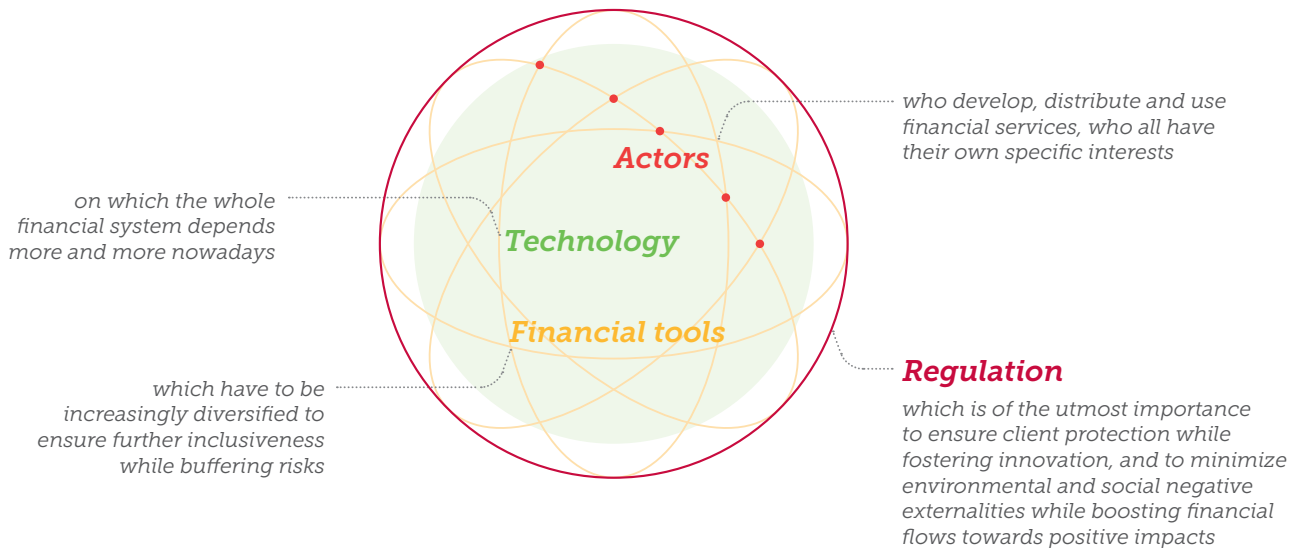 who develop, distribute and use
financial services, who all have
their own specific interests
Actors
on which the whole
financial system depends
more and more nowadays
Technology
Financial tools
which have to be
increasingly diversified to
ensure further inclusiveness
while buffering risks
Regulation
which is of the utmost importance
to ensure client protection while
fostering innovation, and to minimize
environmental and social negative
externalities while boosting financial
flows towards positive impacts